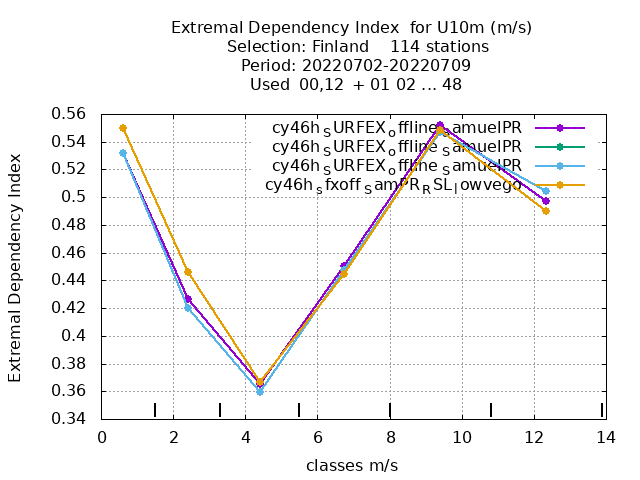 Extremal Dependency Index for U10m (m/s)
Selection: Finland 114 stations
Period: 20220702-20220709
Used 00,12 + 01 02 ... 48
cy46h_SURFEX_offline_SamuelPR
cy46h_SURFEX_offline_SamuelPR
cy46h_SURFEX_offline_SamuelPR
cy46h_sfxoff_SamPR_RSL_lowvego
Extremal Dependency Index
0.56
0.54
0.52
0.5
0.48
0.46
0.44
0.42
0.4
0.38
0.36
0.34
0 2 4 6 8 10 12 14
classes m/s